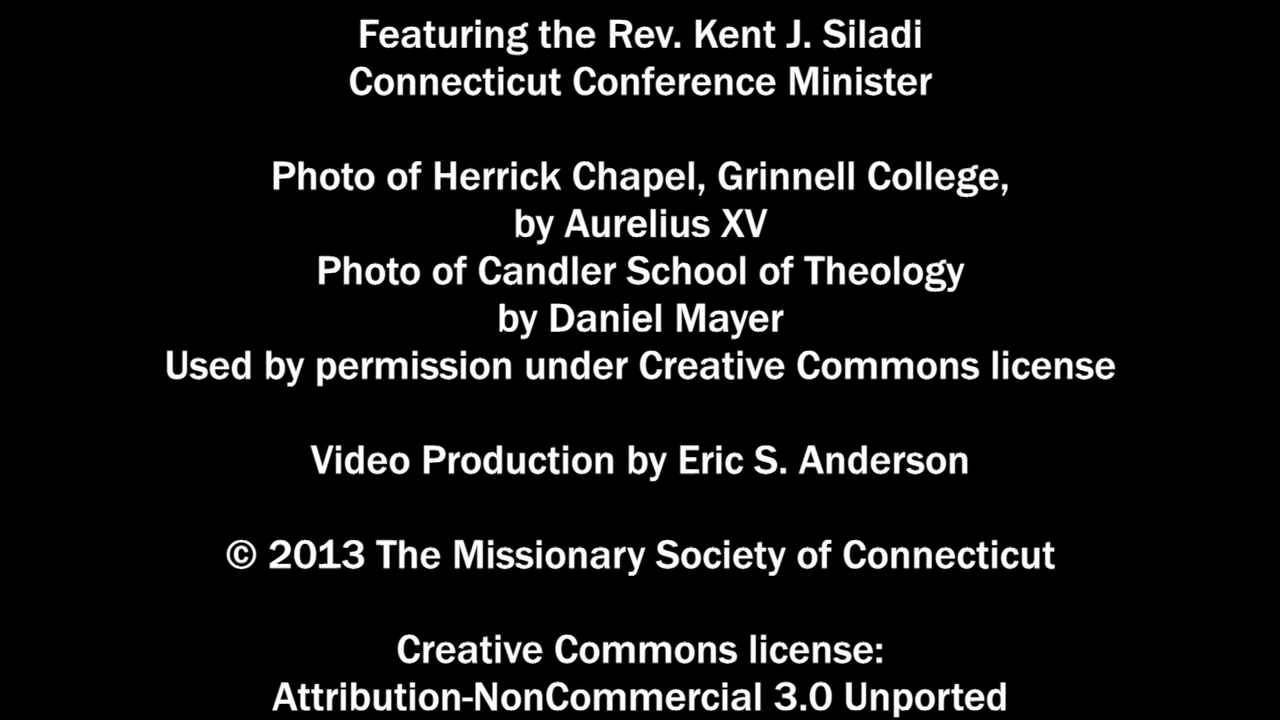 Featuring the Rev. Kent J. Siladi
Connecticut Conference Minister
Photo of Herrick Chapel, Grinnell College,
by Aurelius XV
Photo of Candler School of Theology
by Daniel Mayer
Used by permission under Creative Commons license
Video Production by Eric S. Anderson
© 2013 The Missionary Society of Connecticut
Creative Commons license:
Attribution-NonCommercial 3.0 Unported